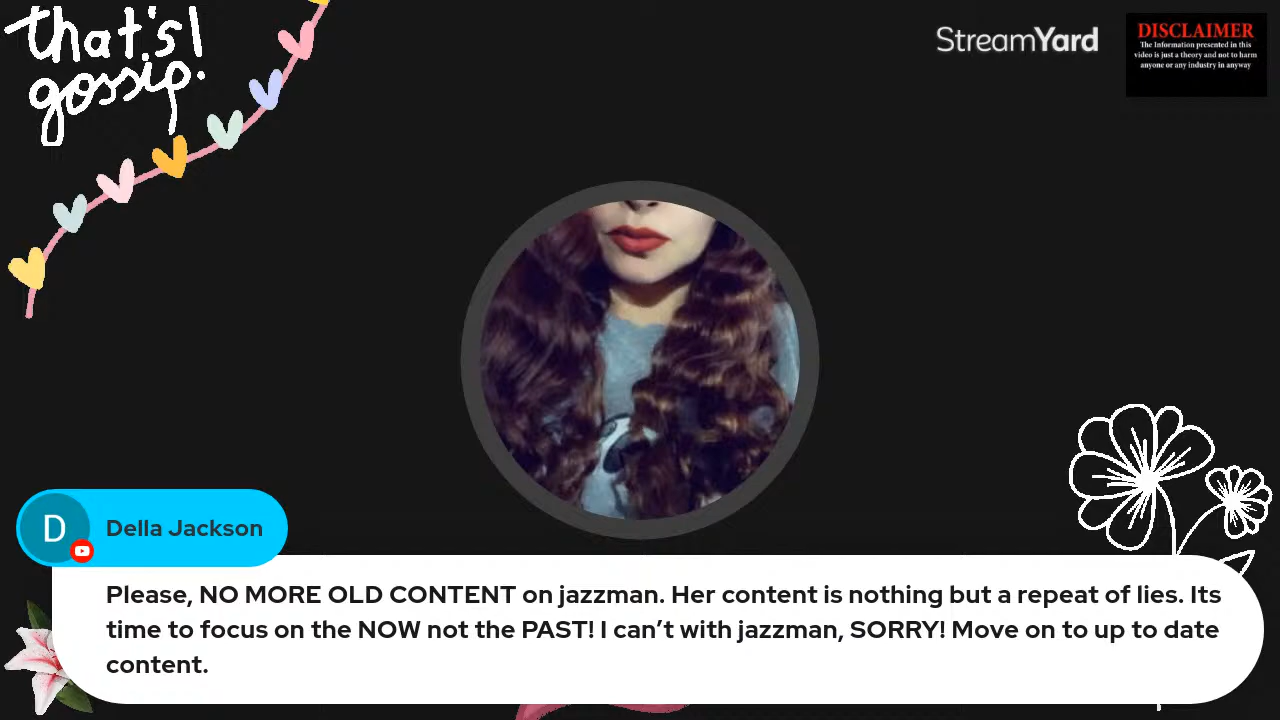 that's!
gossip.
StreamYard
DISCLAIMER
The Information presented in this
video is just a theory and not to harm
anyone or any industry in anyway
D
Della Jackson
Please, NO MORE OLD CONTENT on jazzman. Her content is nothing but a repeat of lies. Its
time to focus on the NOW not the PAST! I can’t with jazzman, SORRY! Move on to up to date
content.